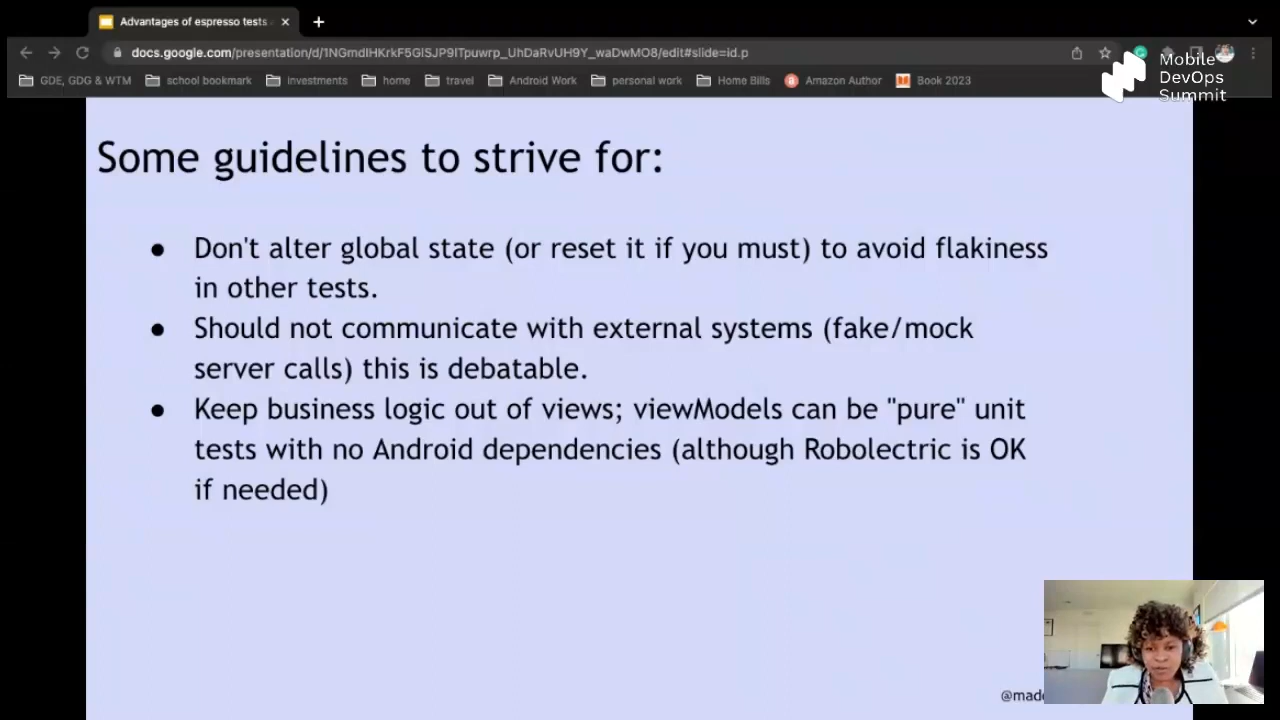 Advantages of espresso tests
docs.google.com/presentation/d/1NGmdIHKrkF5GlSJP9ITpuwrp_UhDaRvUH9Y_waDwMO8/edit#slide=id.p
GDE, GDG & WTM school bookmark investments home travel Android Work personal work Home Bills Amazon Author Book 2023
Mobile
DevOps
Summit
Some guidelines to strive for:
● Don't alter global state (or reset it if you must) to avoid flakiness
in other tests.
● Should not communicate with external systems (fake/mock
server calls) this is debatable.
● Keep business logic out of views; viewModels can be "pure" unit
tests with no Android dependencies (although Robolectric is OK
if needed)